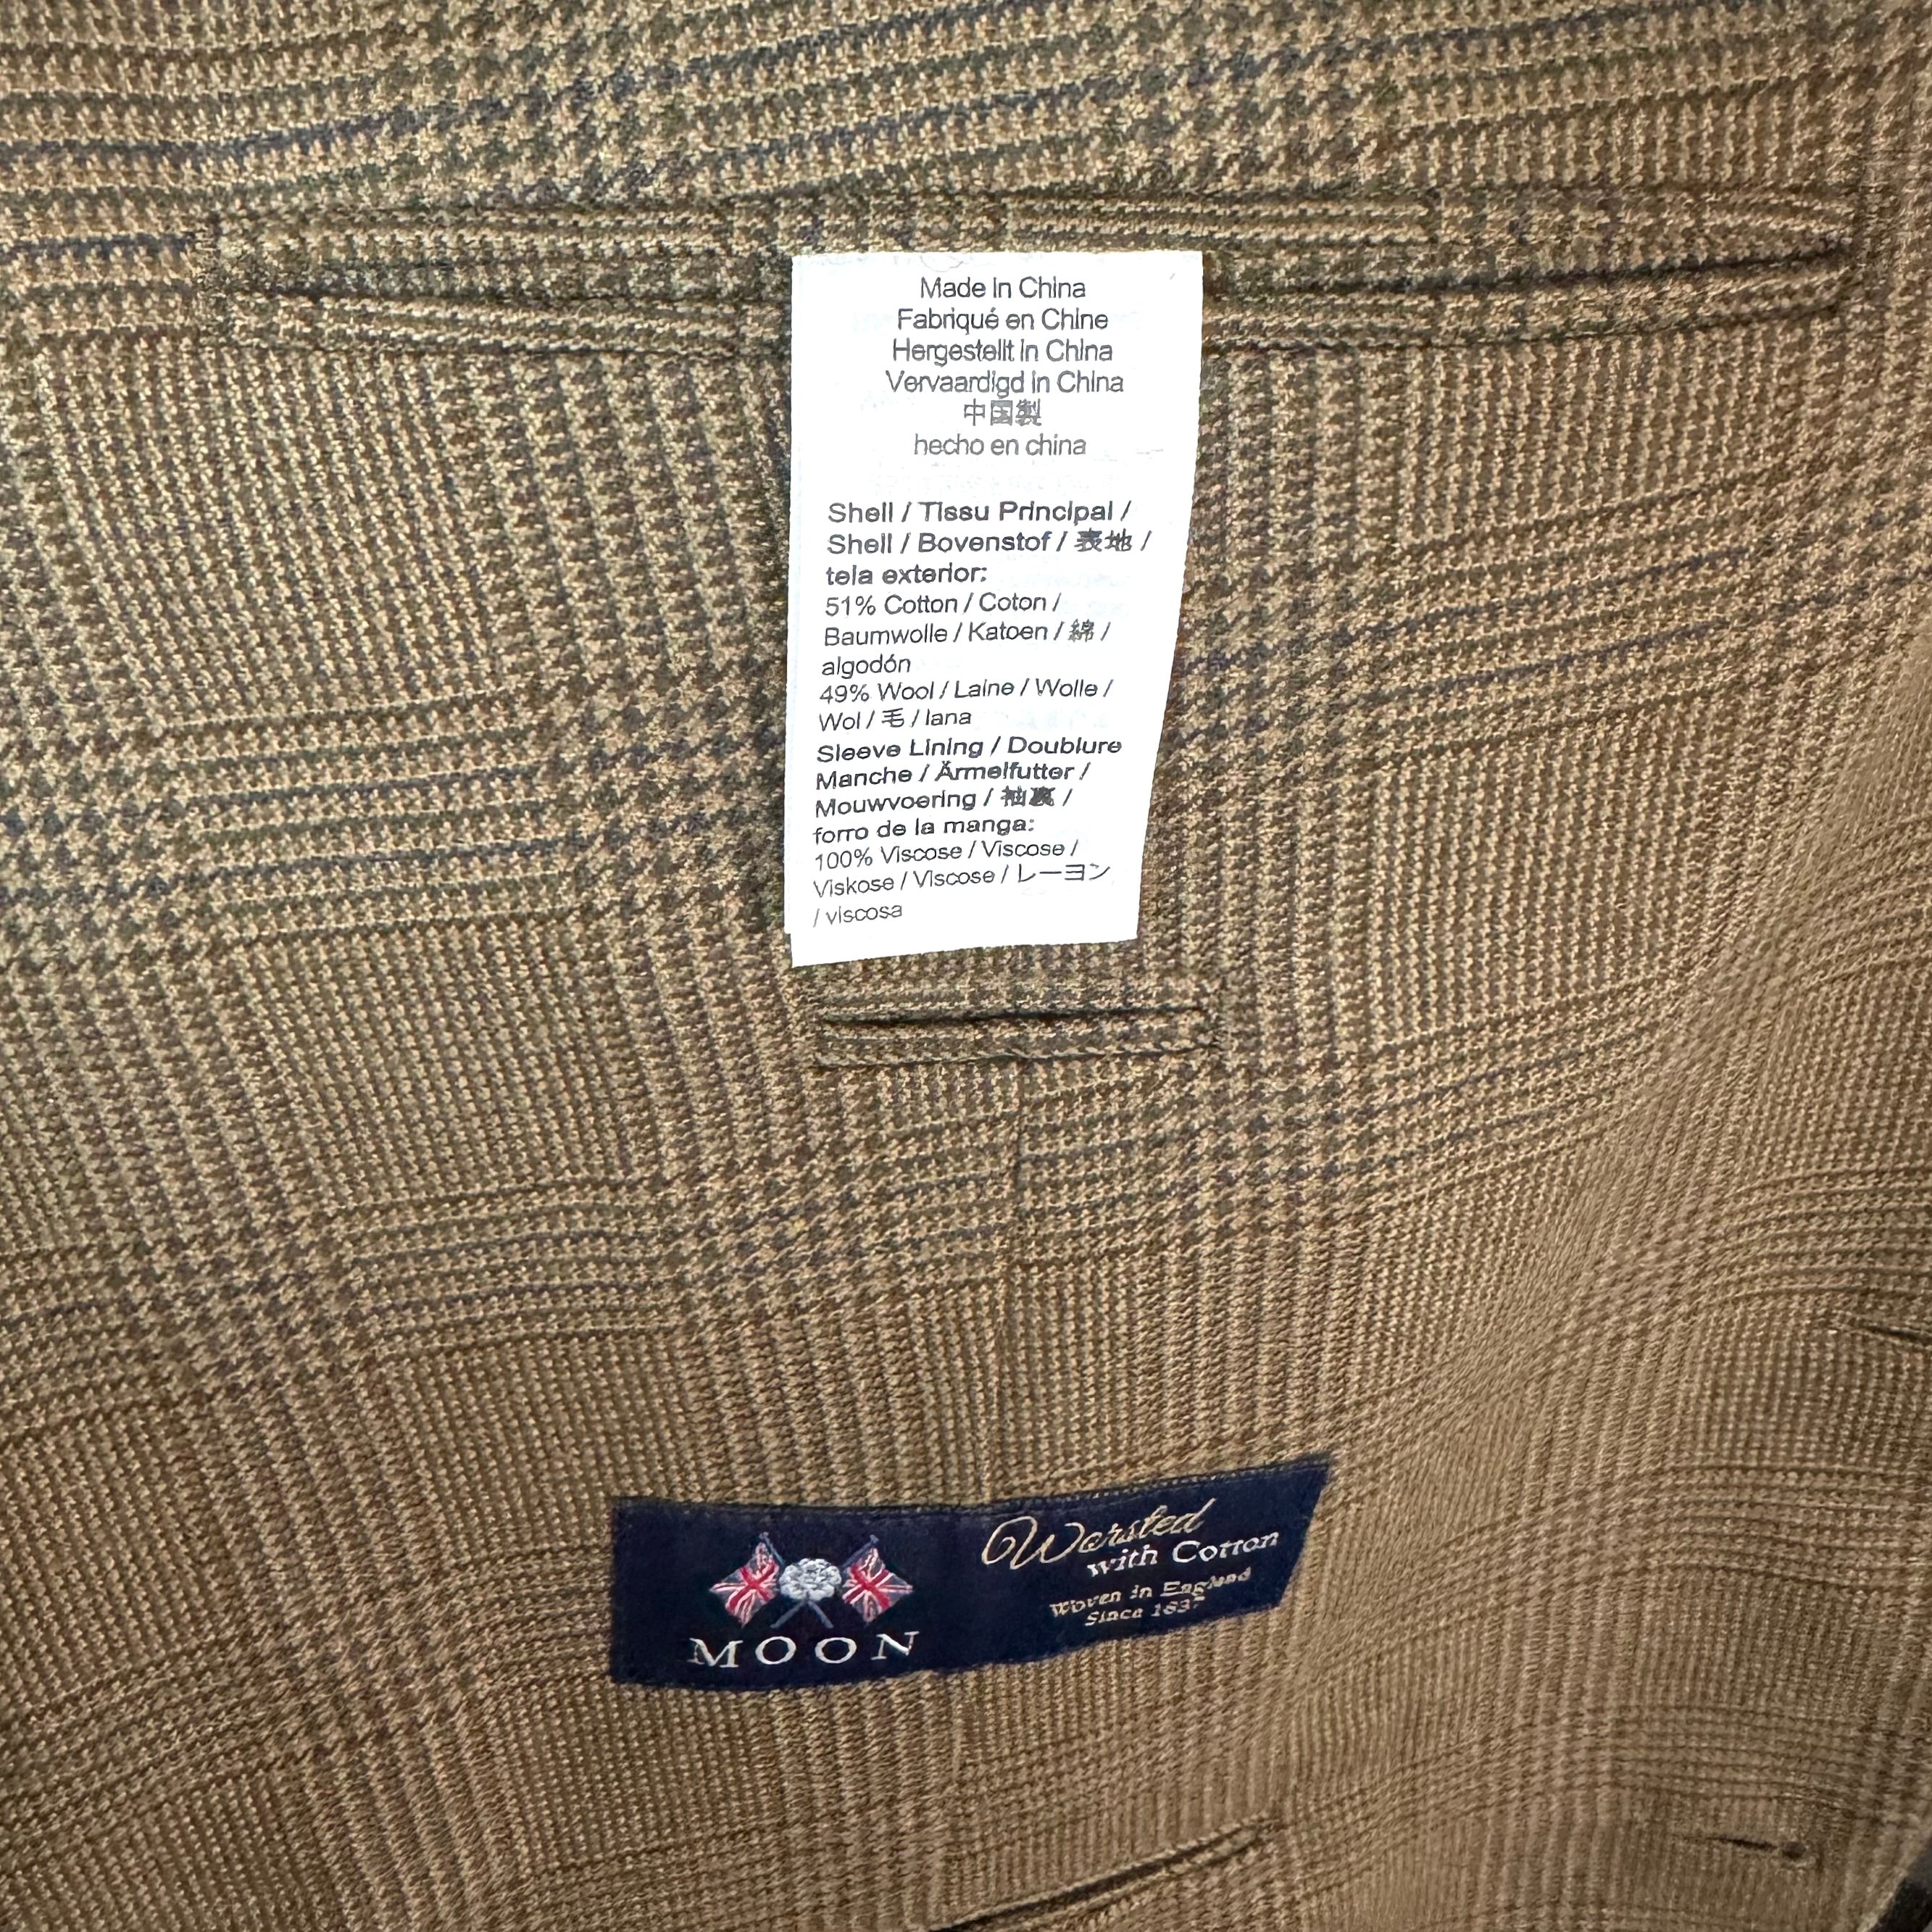 Made in China
Fabriqué en Chine
Hergestellt in China
Vervaardigd in China
中国製
hecho en china
Shell / Tissu Principal /
Shell / Bovenstof / 表地 /
tela exterior:
51% Cotton / Coton /
Baumwolle / Katoen / 綿 /
algodón
49% Wool / Laine / Wolle /
Wol / 毛 / lana
Sleeve Lining / Doublure
Manche / Ärmelfutter /
Mouwvoering / 袖裏 /
forro de la manga:
100% Viscose / Viscose /
Viskose / Viscose / レーヨン
/ viscosa
MOON
Worsted
with Cotton
Woven in England
Since 1837